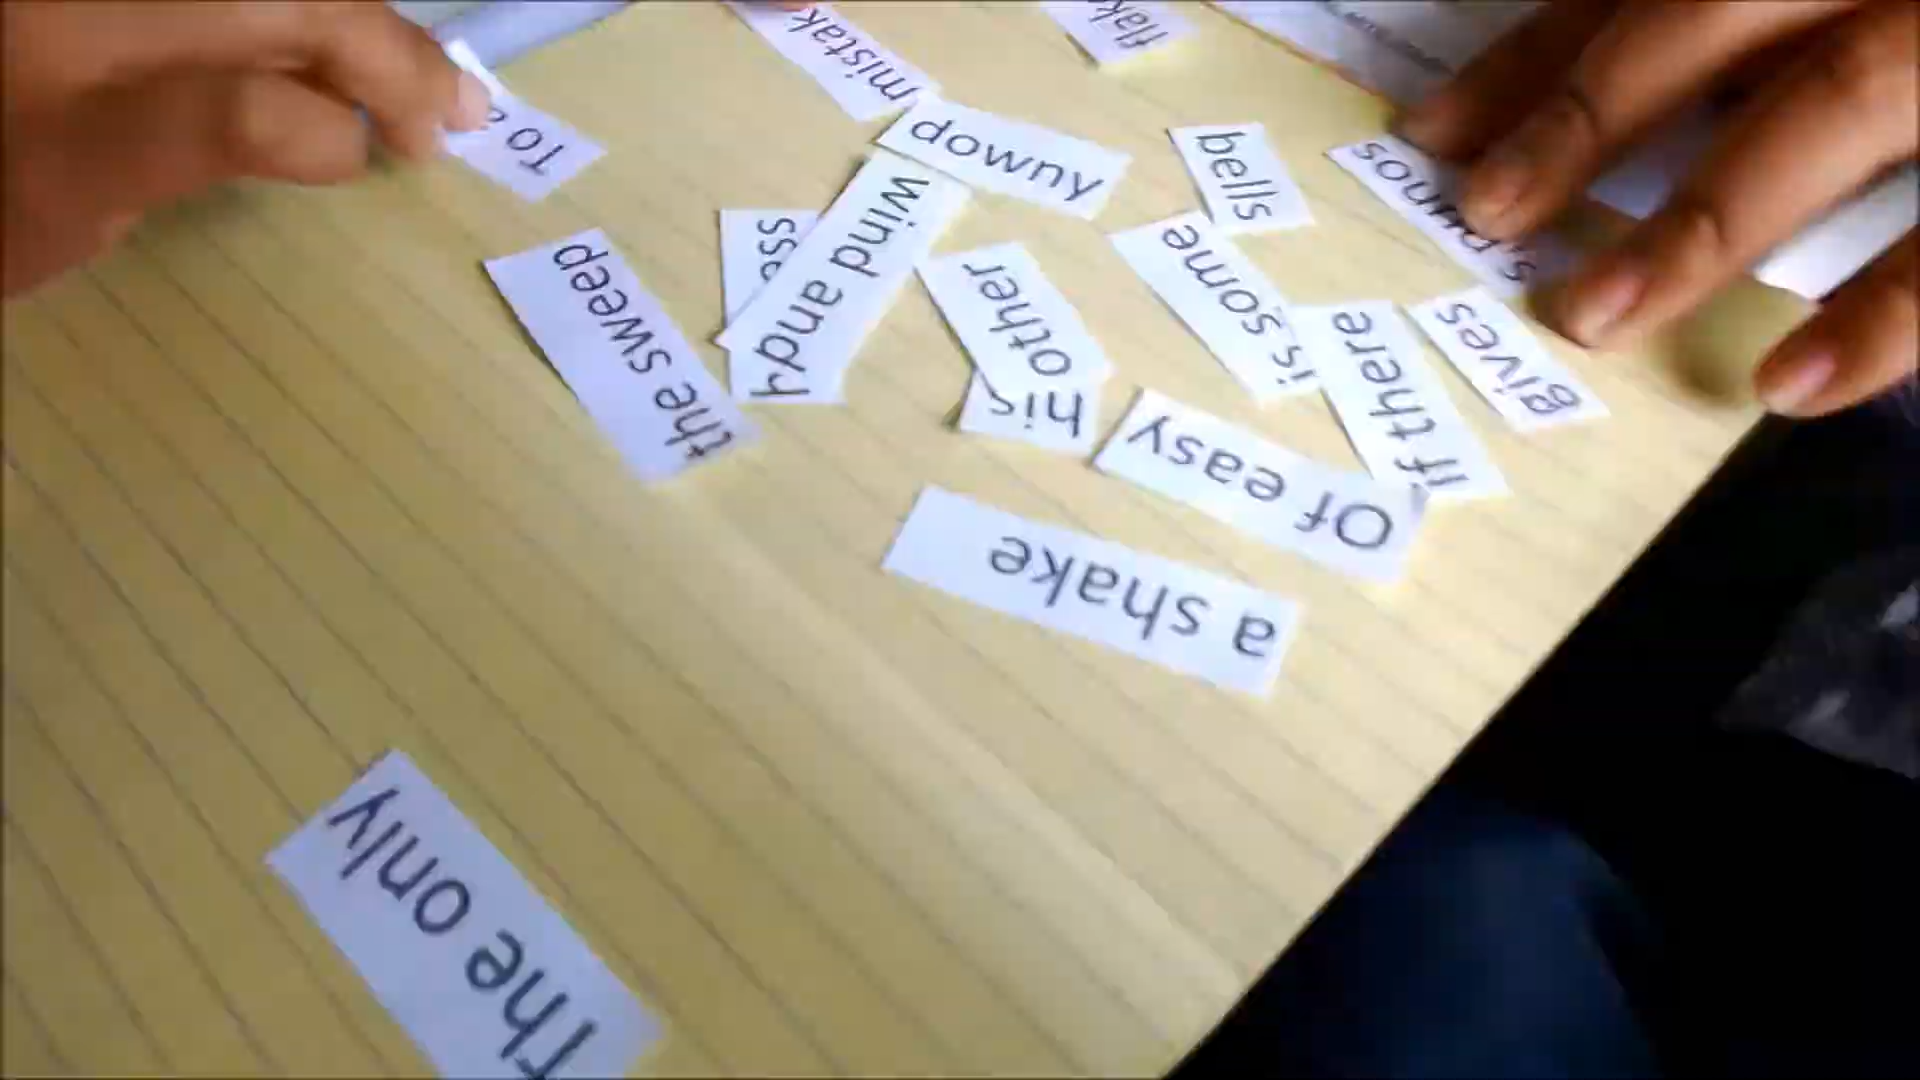 mistak
flak
To
downy
bells
sounds
the sweep
wind and
is some
other
if there
gives
his
Of easy
a shake
The only